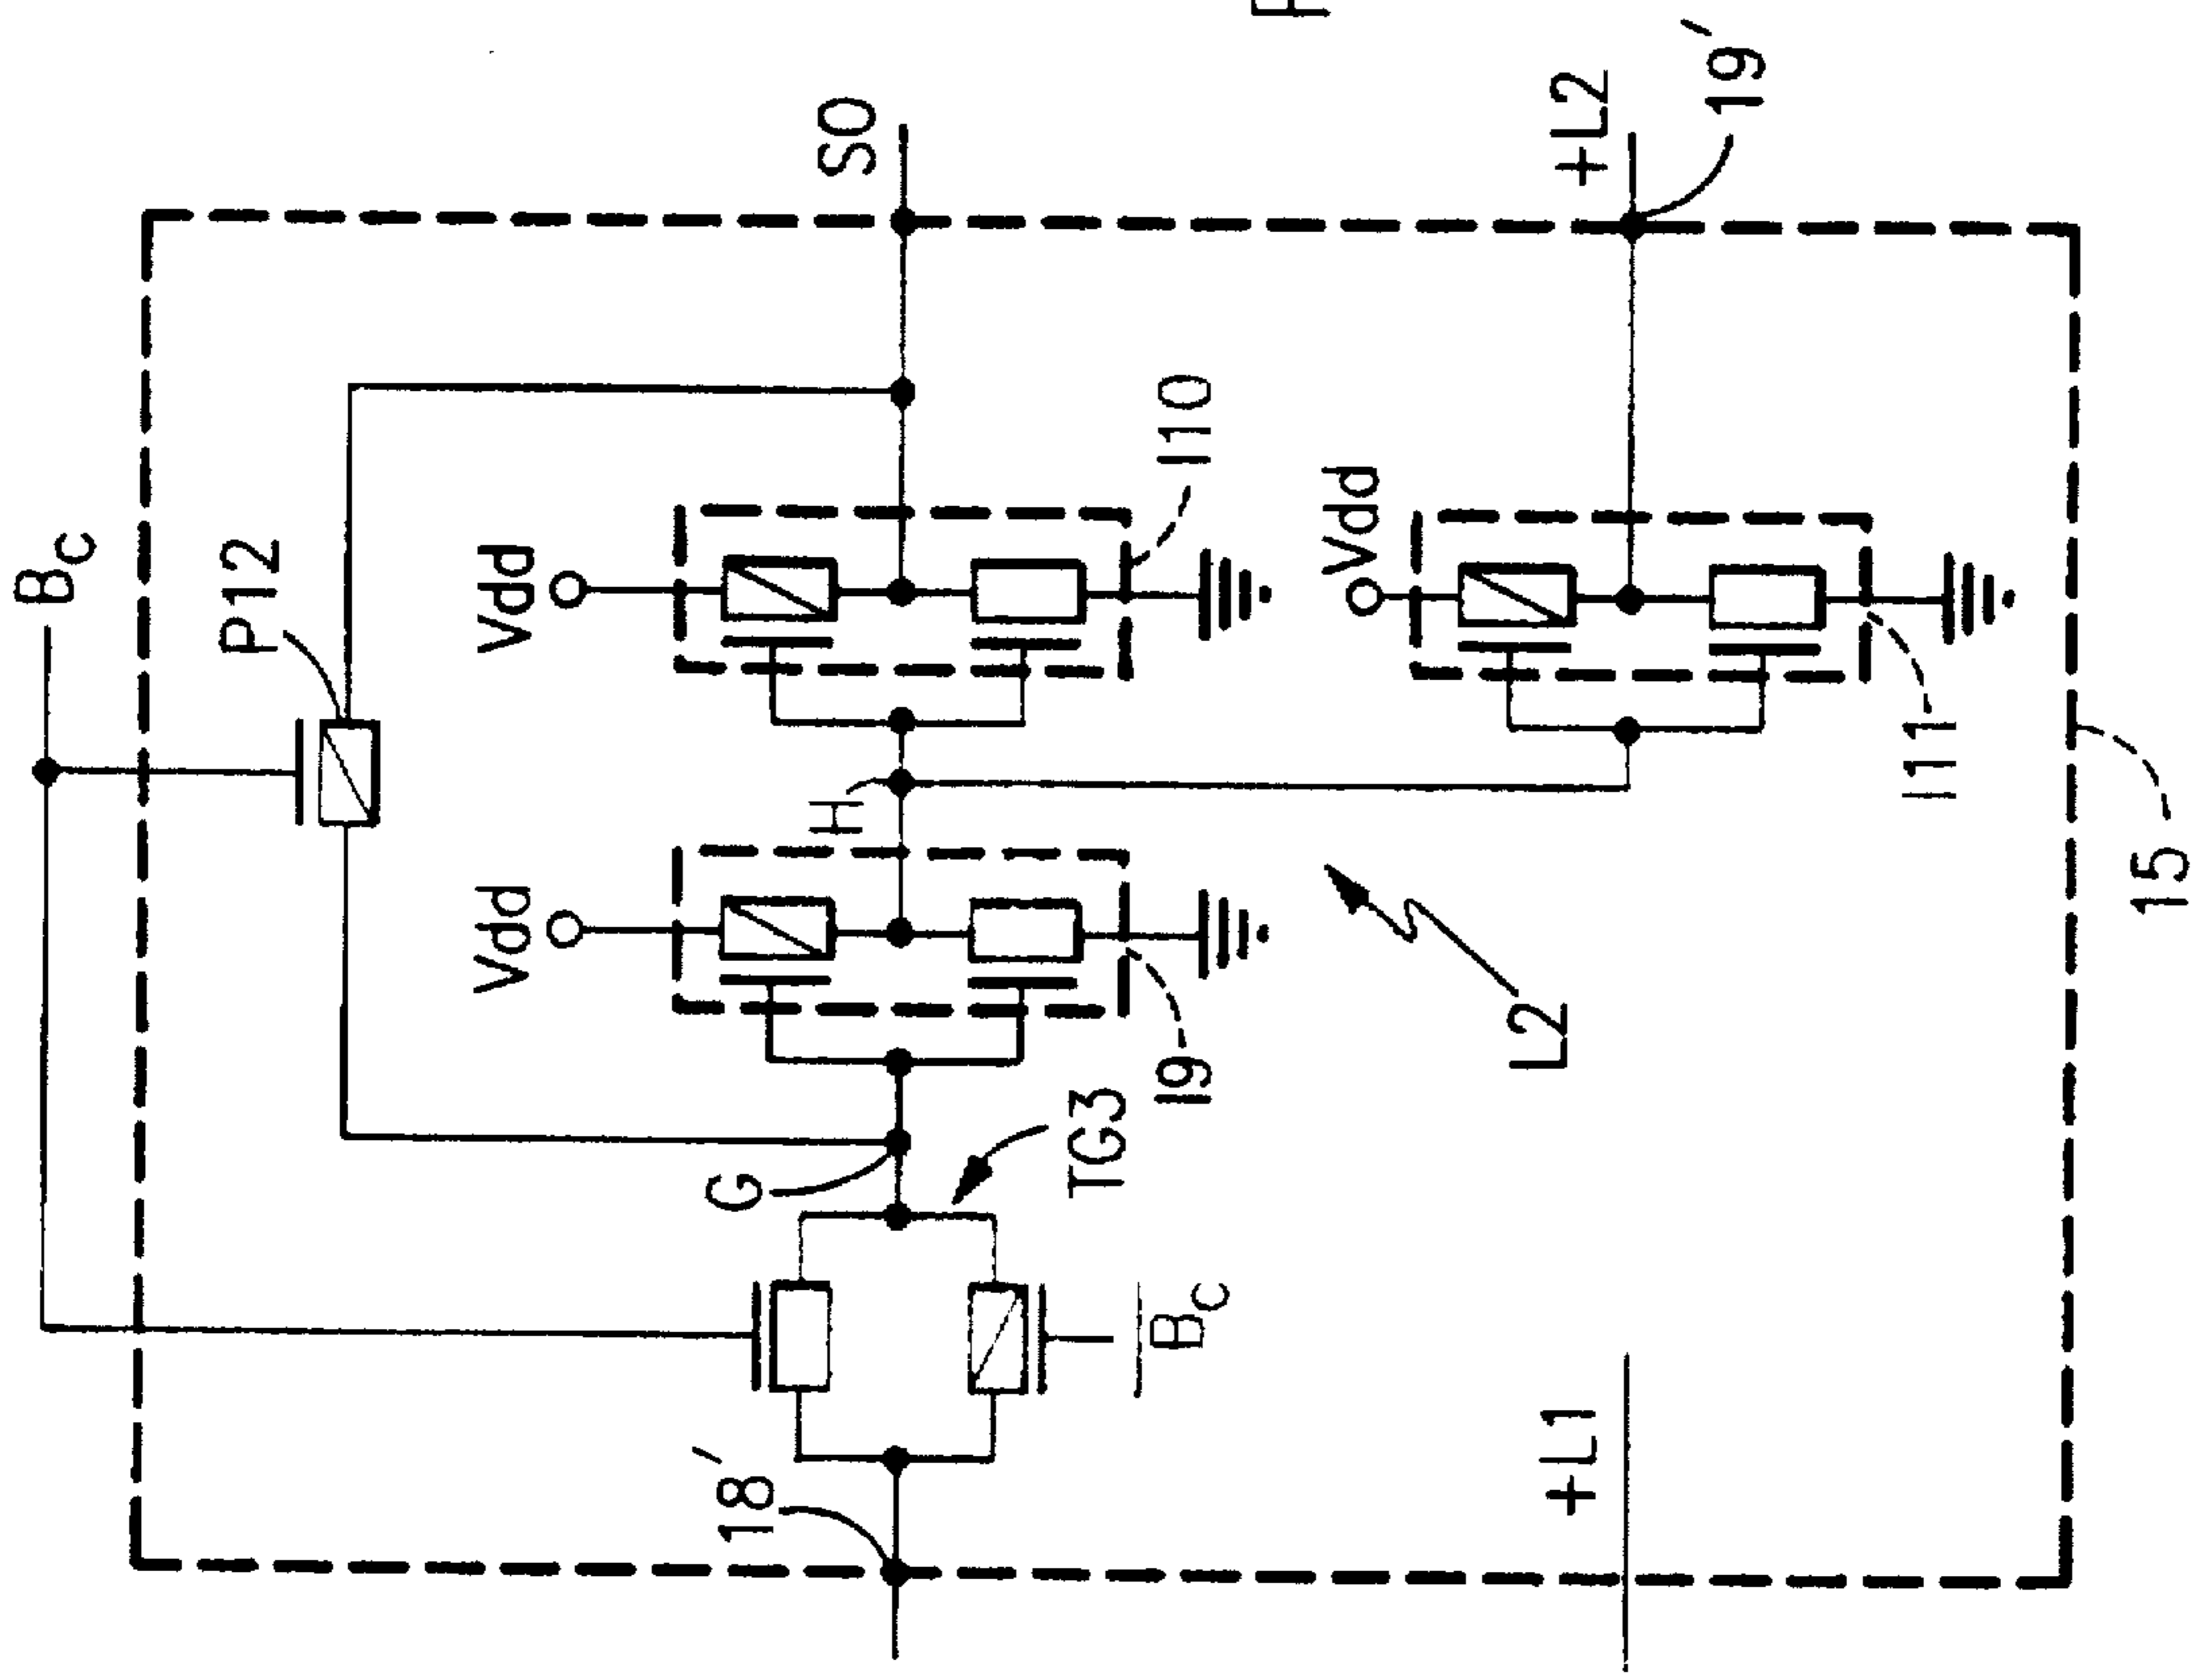 Bc
P12
SO
Vdd
Vdd
I10
H
G
TG3
I9
18'
Bc
Vdd
+L2
19'
L2
I11
+L1
15